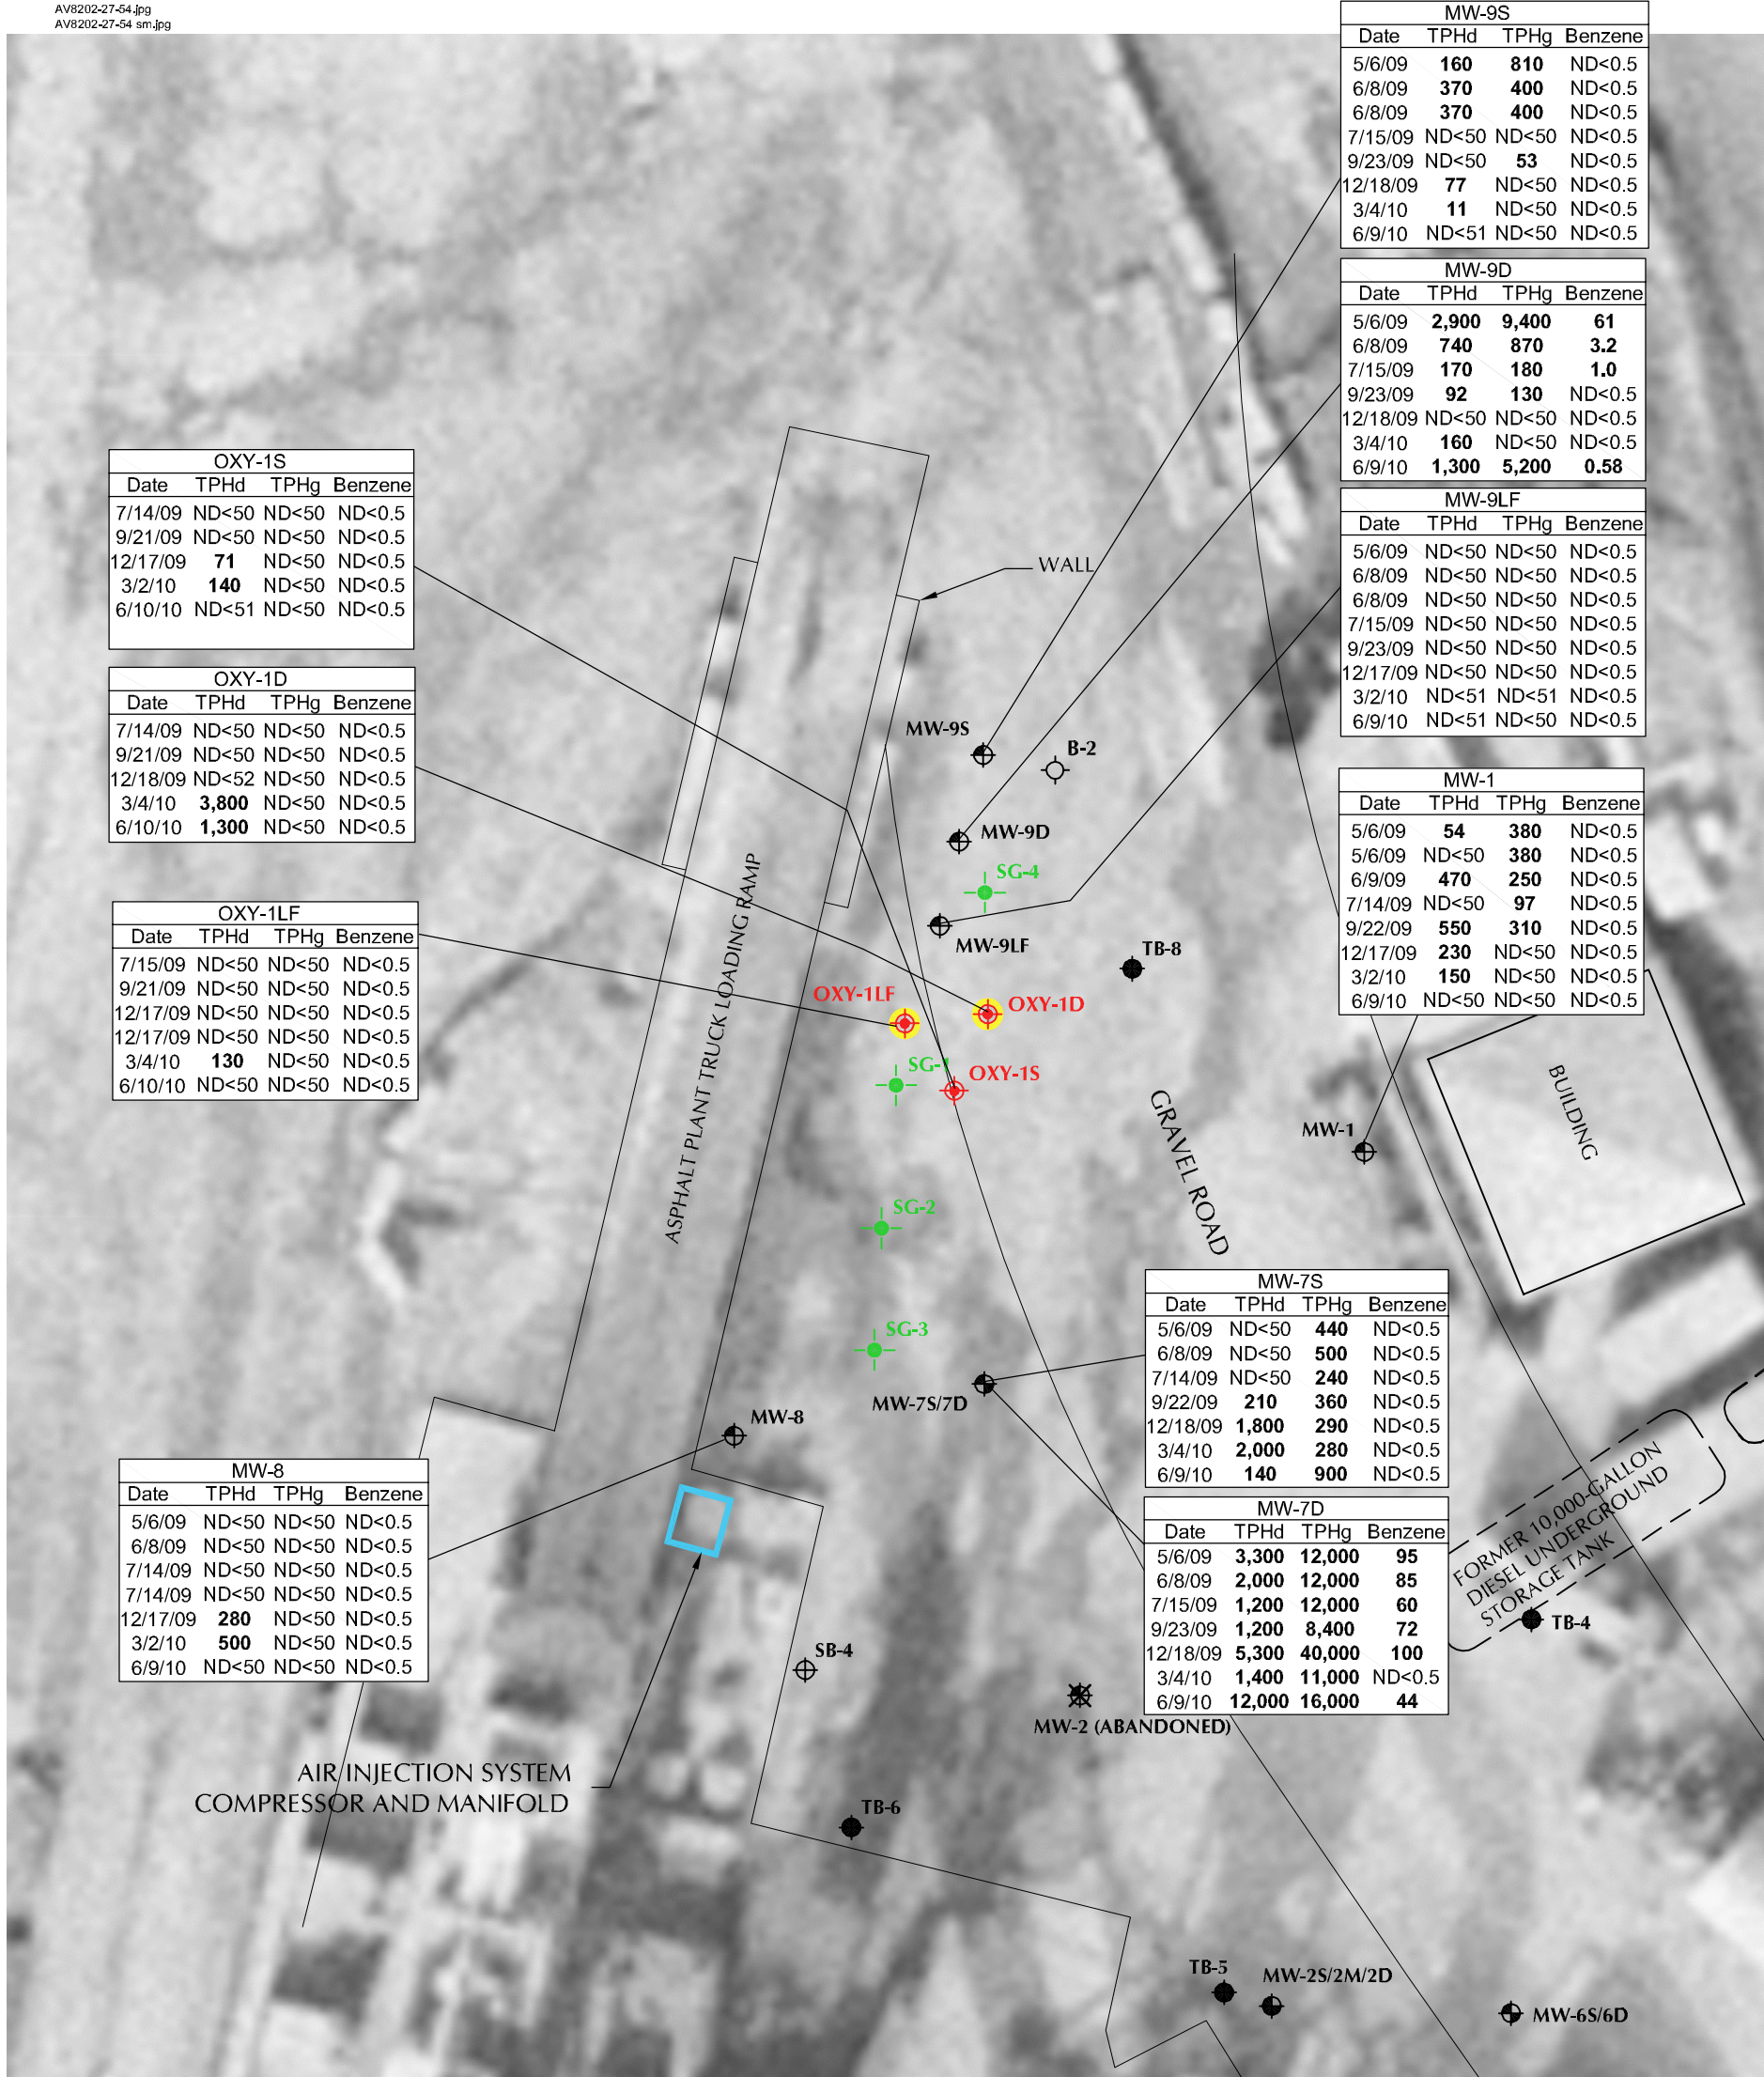 AV8202-27-54.jpg
AV8202-27-54 sm.jpg
MW-9S
Date TPHd TPHg Benzene
5/6/09 160 810 ND<0.5
6/8/09 370 400 ND<0.5
6/8/09 370 400 ND<0.5
7/15/09 ND<50 ND<50 ND<0.5
9/23/09 ND<50 53 ND<0.5
12/18/09 77 ND<50 ND<0.5
3/4/10 11 ND<50 ND<0.5
6/9/10 ND<51 ND<50 ND<0.5
MW-9D
Date TPHd TPHg Benzene
5/6/09 2,900 9,400 61
6/8/09 740 870 3.2
7/15/09 170 180 1.0
9/23/09 92 130 ND<0.5
12/18/09 ND<50 ND<50 ND<0.5
3/4/10 160 ND<50 ND<0.5
6/9/10 1,300 5,200 0.58
MW-9LF
Date TPHd TPHg Benzene
5/6/09 ND<50 ND<50 ND<0.5
6/8/09 ND<50 ND<50 ND<0.5
6/8/09 ND<50 ND<50 ND<0.5
7/15/09 ND<50 ND<50 ND<0.5
9/23/09 ND<50 ND<50 ND<0.5
12/17/09 ND<50 ND<50 ND<0.5
3/2/10 ND<51 ND<51 ND<0.5
6/9/10 ND<51 ND<50 ND<0.5
OXY-1S
Date TPHd TPHg Benzene
7/14/09 ND<50 ND<50 ND<0.5
9/21/09 ND<50 ND<50 ND<0.5
12/17/09 71 ND<50 ND<0.5
3/2/10 140 ND<50 ND<0.5
6/10/10 ND<51 ND<50 ND<0.5
OXY-1D
Date TPHd TPHg Benzene
7/14/09 ND<50 ND<50 ND<0.5
9/21/09 ND<50 ND<50 ND<0.5
12/18/09 ND<52 ND<50 ND<0.5
3/4/10 3,800 ND<50 ND<0.5
6/10/10 1,300 ND<50 ND<0.5
OXY-1LF
Date TPHd TPHg Benzene
7/15/09 ND<50 ND<50 ND<0.5
9/21/09 ND<50 ND<50 ND<0.5
12/17/09 ND<50 ND<50 ND<0.5
12/17/09 ND<50 ND<50 ND<0.5
3/4/10 130 ND<50 ND<0.5
6/10/10 ND<50 ND<50 ND<0.5
MW-1
Date TPHd TPHg Benzene
5/6/09 54 380 ND<0.5
5/6/09 ND<50 380 ND<0.5
6/9/09 470 250 ND<0.5
7/14/09 ND<50 97 ND<0.5
9/22/09 550 310 ND<0.5
12/17/09 230 ND<50 ND<0.5
3/2/10 150 ND<50 ND<0.5
6/9/10 ND<50 ND<50 ND<0.5
WALL
MW-9S
B-2
MW-9D
SG-4
MW-9LF
TB-8
OXY-1LF
OXY-1D
SG-1
OXY-1S
MW-1
BUILDING
GRAVEL ROAD
ASPHALT PLANT TRUCK LOADING RAMP
SG-2
SG-3
MW-7S/7D
MW-8
MW-7S
Date TPHd TPHg Benzene
5/6/09 ND<50 440 ND<0.5
6/8/09 ND<50 500 ND<0.5
7/14/09 ND<50 240 ND<0.5
9/22/09 210 360 ND<0.5
12/18/09 1,800 290 ND<0.5
3/4/10 2,000 280 ND<0.5
6/9/10 140 900 ND<0.5
MW-7D
Date TPHd TPHg Benzene
5/6/09 3,300 12,000 95
6/8/09 2,000 12,000 85
7/15/09 1,200 12,000 60
9/23/09 1,200 8,400 72
12/18/09 5,300 40,000 100
3/4/10 1,400 11,000 ND<0.5
6/9/10 12,000 16,000 44
MW-8
Date TPHd TPHg Benzene
5/6/09 ND<50 ND<50 ND<0.5
6/8/09 ND<50 ND<50 ND<0.5
7/14/09 ND<50 ND<50 ND<0.5
7/14/09 ND<50 ND<50 ND<0.5
12/17/09 280 ND<50 ND<0.5
3/2/10 500 ND<50 ND<0.5
6/9/10 ND<50 ND<50 ND<0.5
FORMER 10,000-GALLON
DIESEL UNDERGROUND
STORAGE TANK
TB-4
SB-4
MW-2 (ABANDONED)
AIR INJECTION SYSTEM
COMPRESSOR AND MANIFOLD
TB-6
TB-5
MW-2S/2M/2D
MW-6S/6D